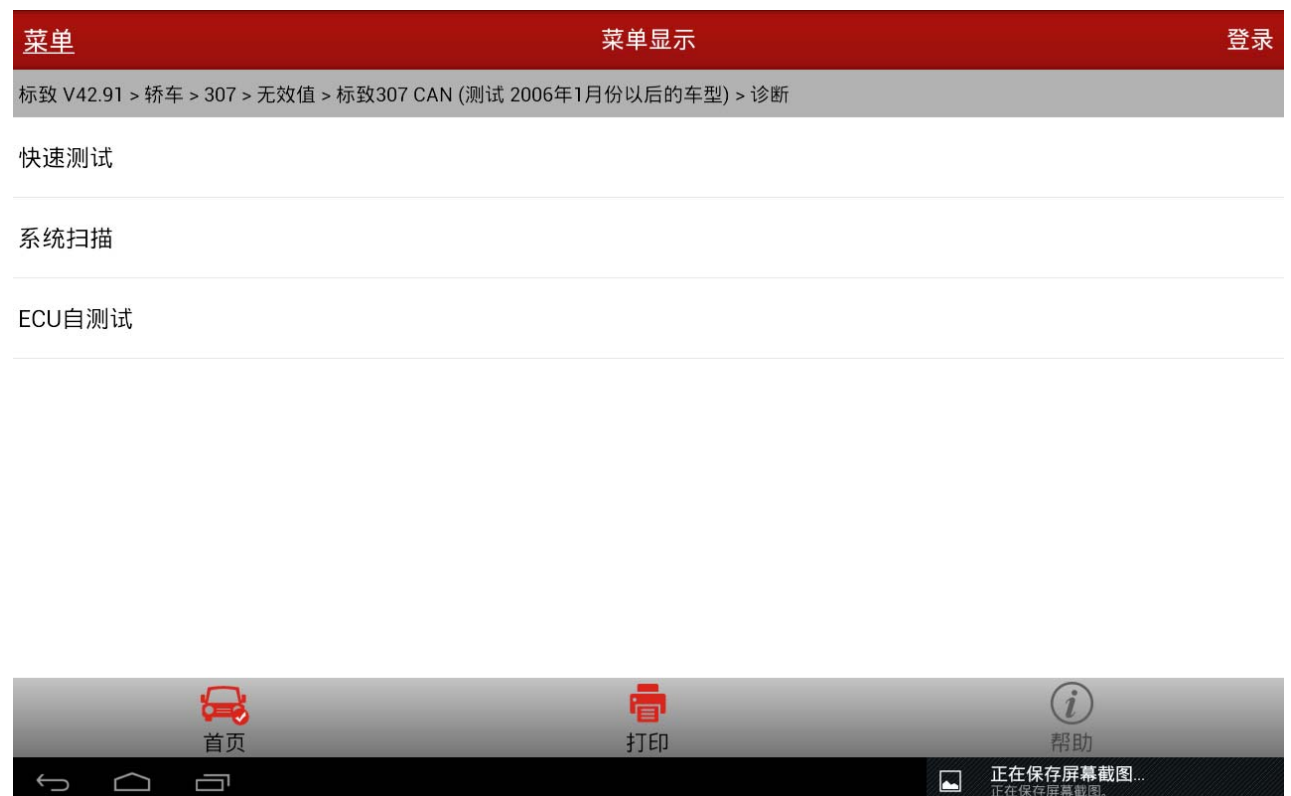 菜单 菜单显示 登录
标致 V42.91 > 轿车 > 307 > 无效值 > 标致307 CAN (测试 2006年1月份以后的车型) > 诊断
快速测试
系统扫描
ECU自测试
首页 打印 帮助
正在保存屏幕截图...
正在保存屏幕截图。